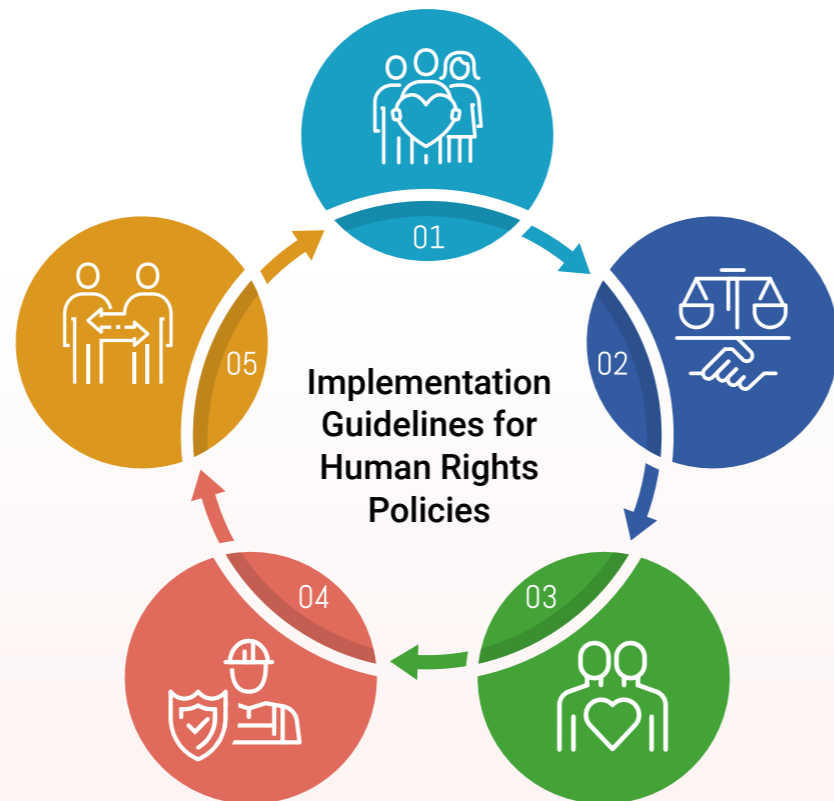 01
02
03
04
05
Implementation
Guidelines for
Human Rights
Policies